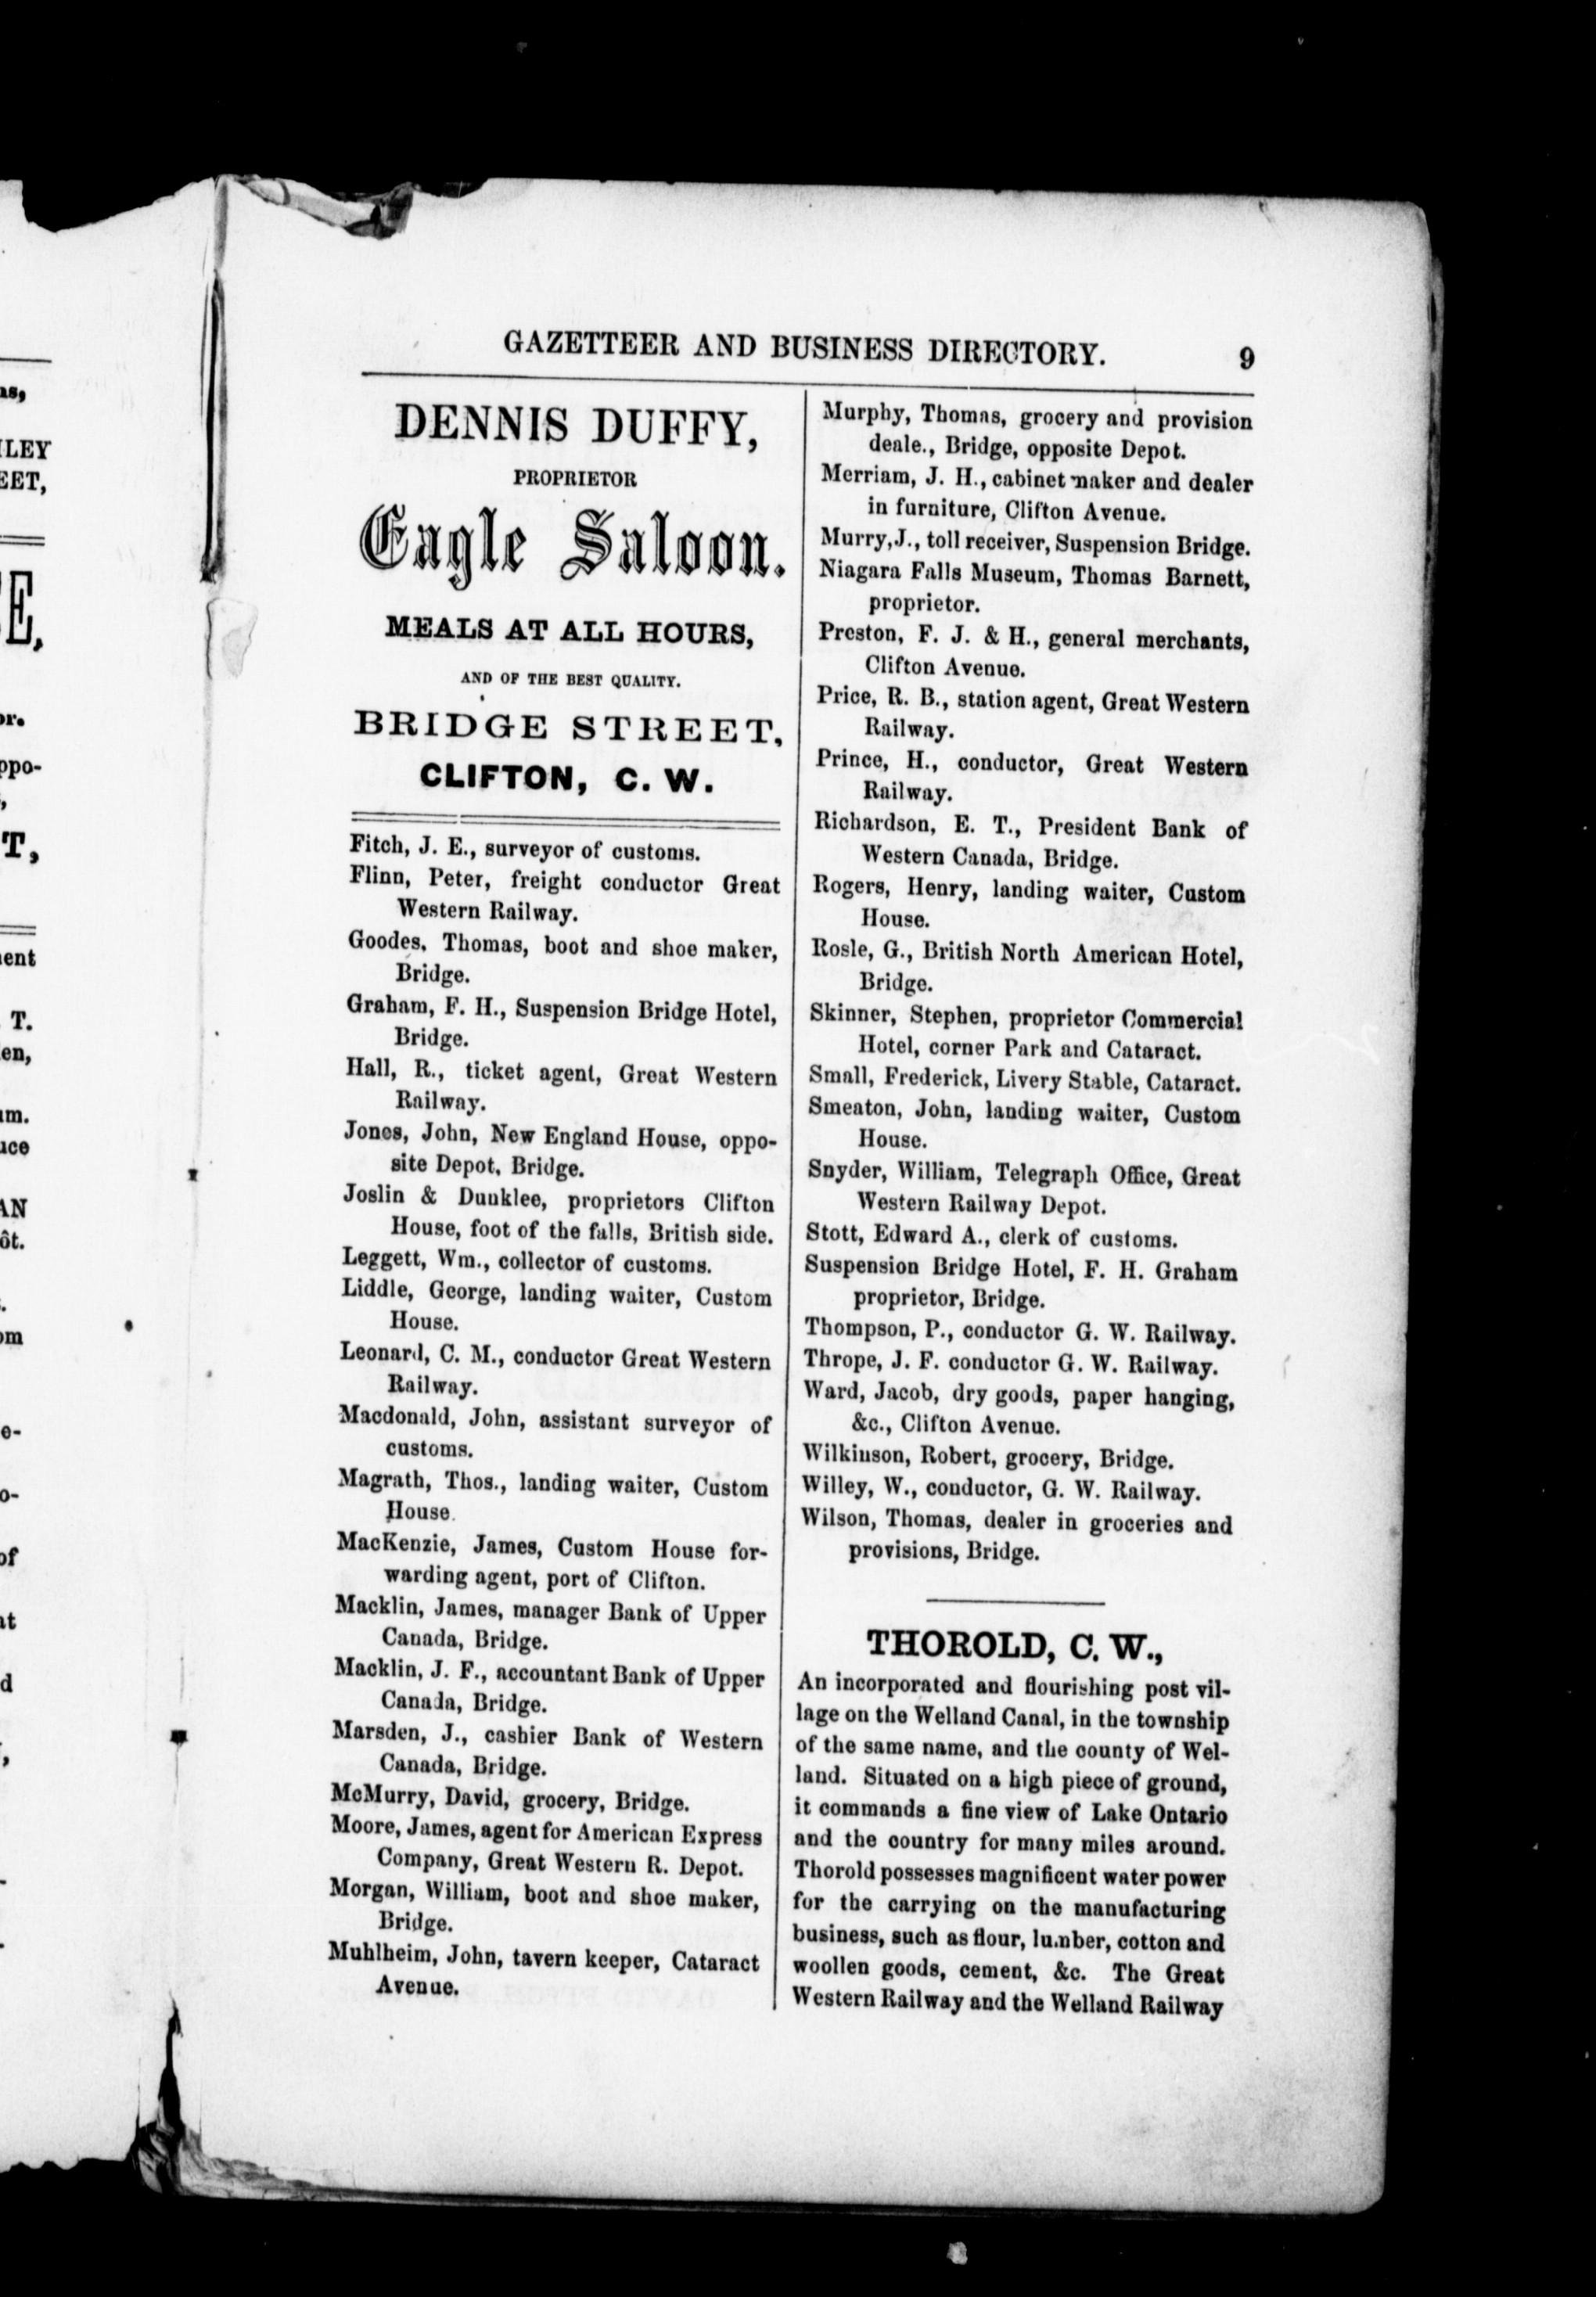 GAZETTEER AND BUSINESS DIRECTORY. 9
DENNIS DUFFY,
PROPRIETOR
Eagle Saloon.
MEALS AT ALL HOURS,
AND OF THE BEST QUALITY.
BRIDGE STREET,
CLIFTON, C. W.
Fitch, J. E., surveyor of customs.
Flinn, Peter, freight conductor Great
Western Railway.
Goodes, Thomas, boot and shoe maker,
Bridge.
Graham, F. H., Suspension Bridge Hotel,
Bridge.
Hall, R., ticket agent, Great Western
Railway.
Jones, John, New England House, oppo-
site Depot, Bridge.
Joslin & Dunklee, proprietors Clifton
House, foot of the falls, British side.
Leggett, Wm., collector of customs.
Liddle, George, landing waiter, Custom
House.
Leonard, C. M., conductor Great Western
Railway.
Macdonald, John, assistant surveyor of
customs.
Magrath, Thos., landing waiter, Custom
House.
MacKenzie, James, Custom House for-
warding agent, port of Clifton.
Macklin, James, manager Bank of Upper
Canada, Bridge.
Macklin, J. F., accountant Bank of Upper
Canada, Bridge.
Marsden, J., cashier Bank of Western
Canada, Bridge.
McMurry, David, grocery, Bridge.
Moore, James, agent for American Express
Company, Great Western R. Depot.
Morgan, William, boot and shoe maker,
Bridge.
Muhlheim, John, tavern keeper, Cataract
Avenue.
Murphy, Thomas, grocery and provision
deale., Bridge, opposite Depot.
Merriam, J. H., cabinet maker and dealer
in furniture, Clifton Avenue.
Murry, J., toll receiver, Suspension Bridge.
Niagara Falls Museum, Thomas Barnett,
proprietor.
Preston, F. J. & H., general merchants,
Clifton Avenue.
Price, R. B., station agent, Great Western
Railway.
Prince, H., conductor, Great Western
Railway.
Richardson, E. T., President Bank of
Western Canada, Bridge.
Rogers, Henry, landing waiter, Custom
House.
Rosle, G., British North American Hotel,
Bridge.
Skinner, Stephen, proprietor Commercial
Hotel, corner Park and Cataract.
Small, Frederick, Livery Stable, Cataract.
Smeaton, John, landing waiter, Custom
House.
Snyder, William, Telegraph Office, Great
Western Railway Depot.
Stott, Edward A., clerk of customs.
Suspension Bridge Hotel, F. H. Graham
proprietor, Bridge.
Thompson, P., conductor G. W. Railway.
Thrope, J. F. conductor G. W. Railway.
Ward, Jacob, dry goods, paper hanging,
&c., Clifton Avenue.
Wilkinson, Robert, grocery, Bridge.
Willey, W., conductor, G. W. Railway.
Wilson, Thomas, dealer in groceries and
provisions, Bridge.
THOROLD, C. W.,
An incorporated and flourishing post vil-
lage on the Welland Canal, in the township
of the same name, and the county of Wel-
land. Situated on a high piece of ground,
it commands a fine view of Lake Ontario
and the country for many miles around.
Thorold possesses magnificent water power
for the carrying on the manufacturing
business, such as flour, lumber, cotton and
woollen goods, cement, &c. The Great
Western Railway and the Welland Railway